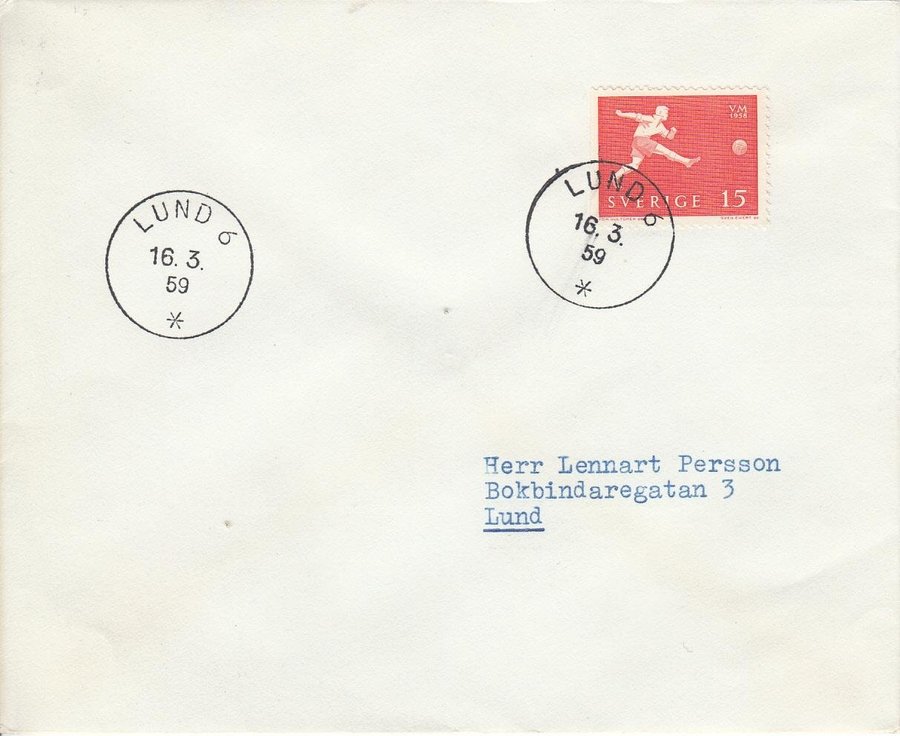 VM
1958
SVERIGE 15
LUND 6
16. 3.
59
LUND 6
16. 3.
59
Herr Lennart Persson
Bokbindaregatan 3
Lund